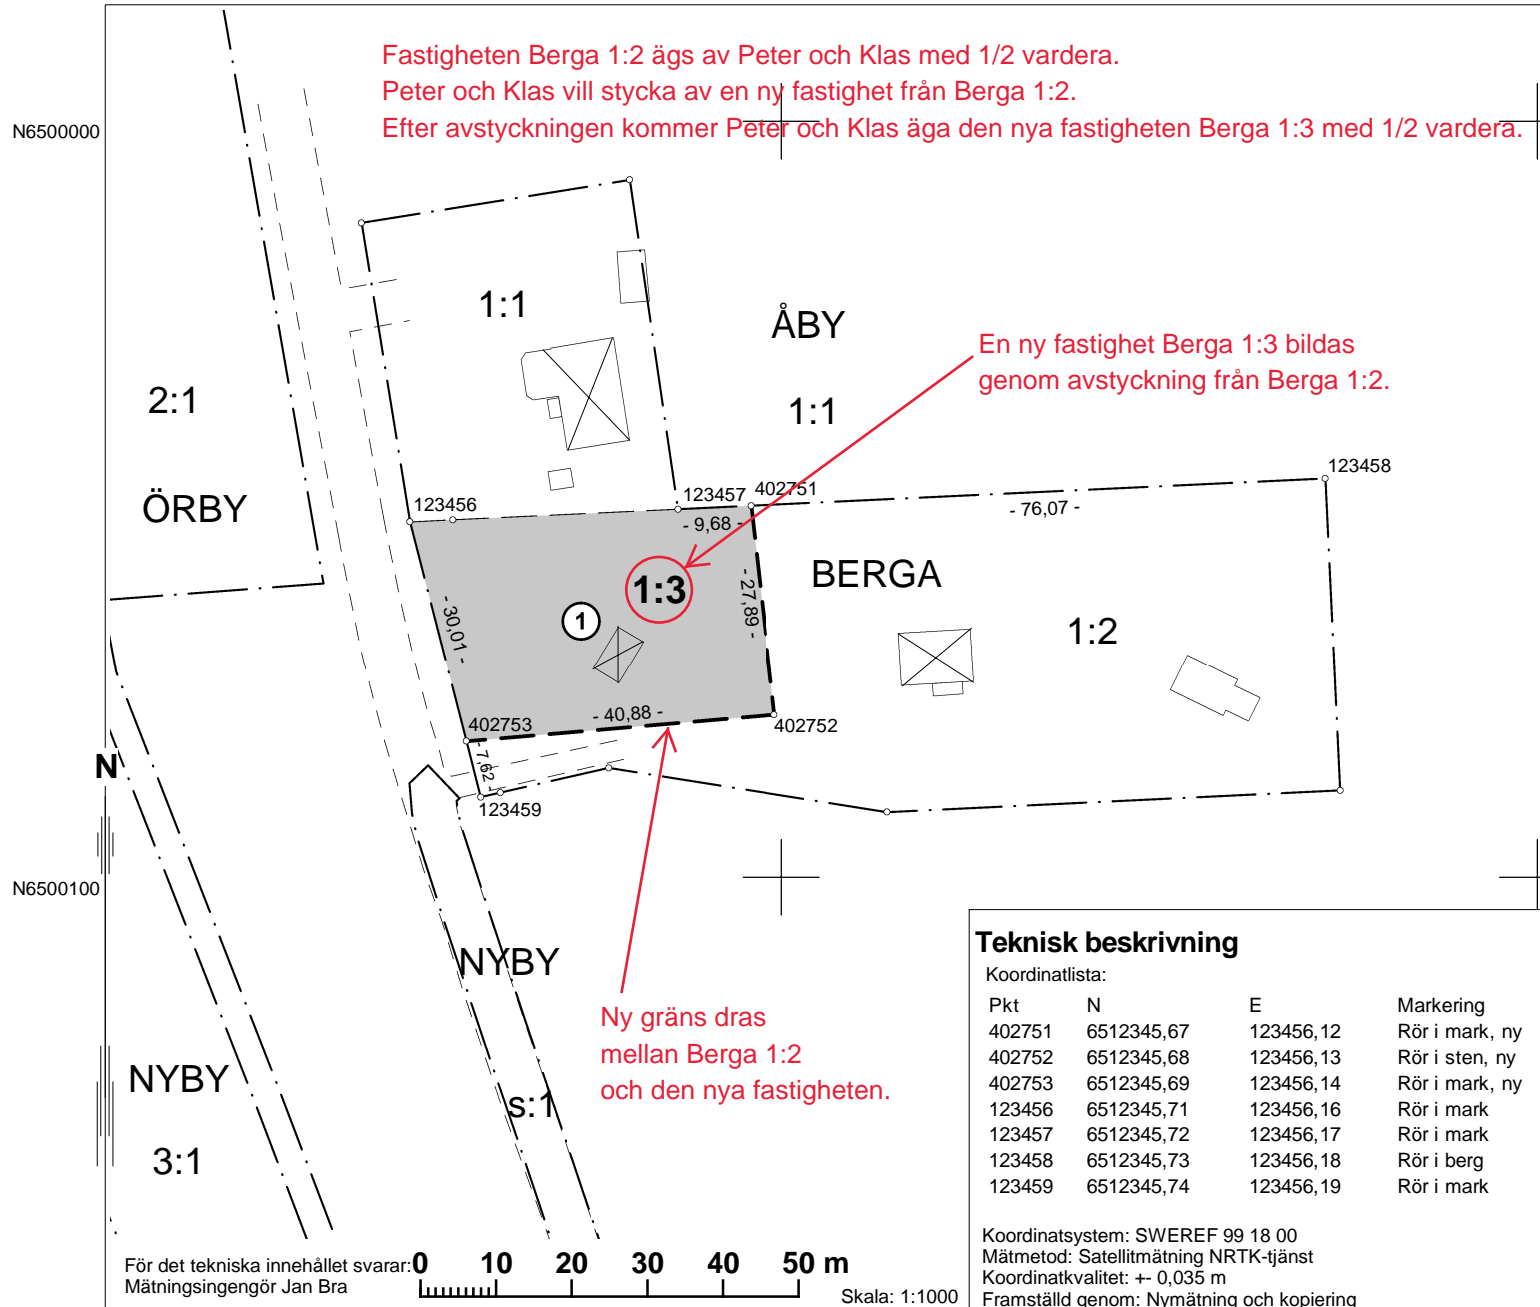 Fastigheten Berga 1:2 ägs av Peter och Klas med 1/2 vardera.
Peter och Klas vill stycka av en ny fastighet från Berga 1:2.
Efter avstyckningen kommer Peter och Klas äga den nya fastigheten Berga 1:3 med 1/2 vardera.
N6500000
1:1
ÅBY
1:1
En ny fastighet Berga 1:3 bildas
genom avstyckning från Berga 1:2.
2:1
ÖRBY
123456
123457
402751
123458
- 9,68 -
- 76,07 -
- 30,01 -
- 27,89 -
1:3
1
BERGA
1:2
- 40,88 -
402753
402752
- 7,62 -
123459
N
N6500100
NYBY
s:1
NYBY
3:1
Ny gräns dras
mellan Berga 1:2
och den nya fastigheten.
Teknisk beskrivning
Koordinatlista:
Pkt N E Markering
402751 6512345,67 123456,12 Rör i mark, ny
402752 6512345,68 123456,13 Rör i sten, ny
402753 6512345,69 123456,14 Rör i mark, ny
123456 6512345,71 123456,16 Rör i mark
123457 6512345,72 123456,17 Rör i mark
123458 6512345,73 123456,18 Rör i berg
123459 6512345,74 123456,19 Rör i mark
Koordinatsystem: SWEREF 99 18 00
Mätmetod: Satellitmätning NRTK-tjänst
Koordinatkvalitet: +- 0,035 m
Framställd genom: Nymätning och kopiering
För det tekniska innehållet svarar:
Mätningsingengör Jan Bra
0 10 20 30 40 50 m
Skala: 1:1000